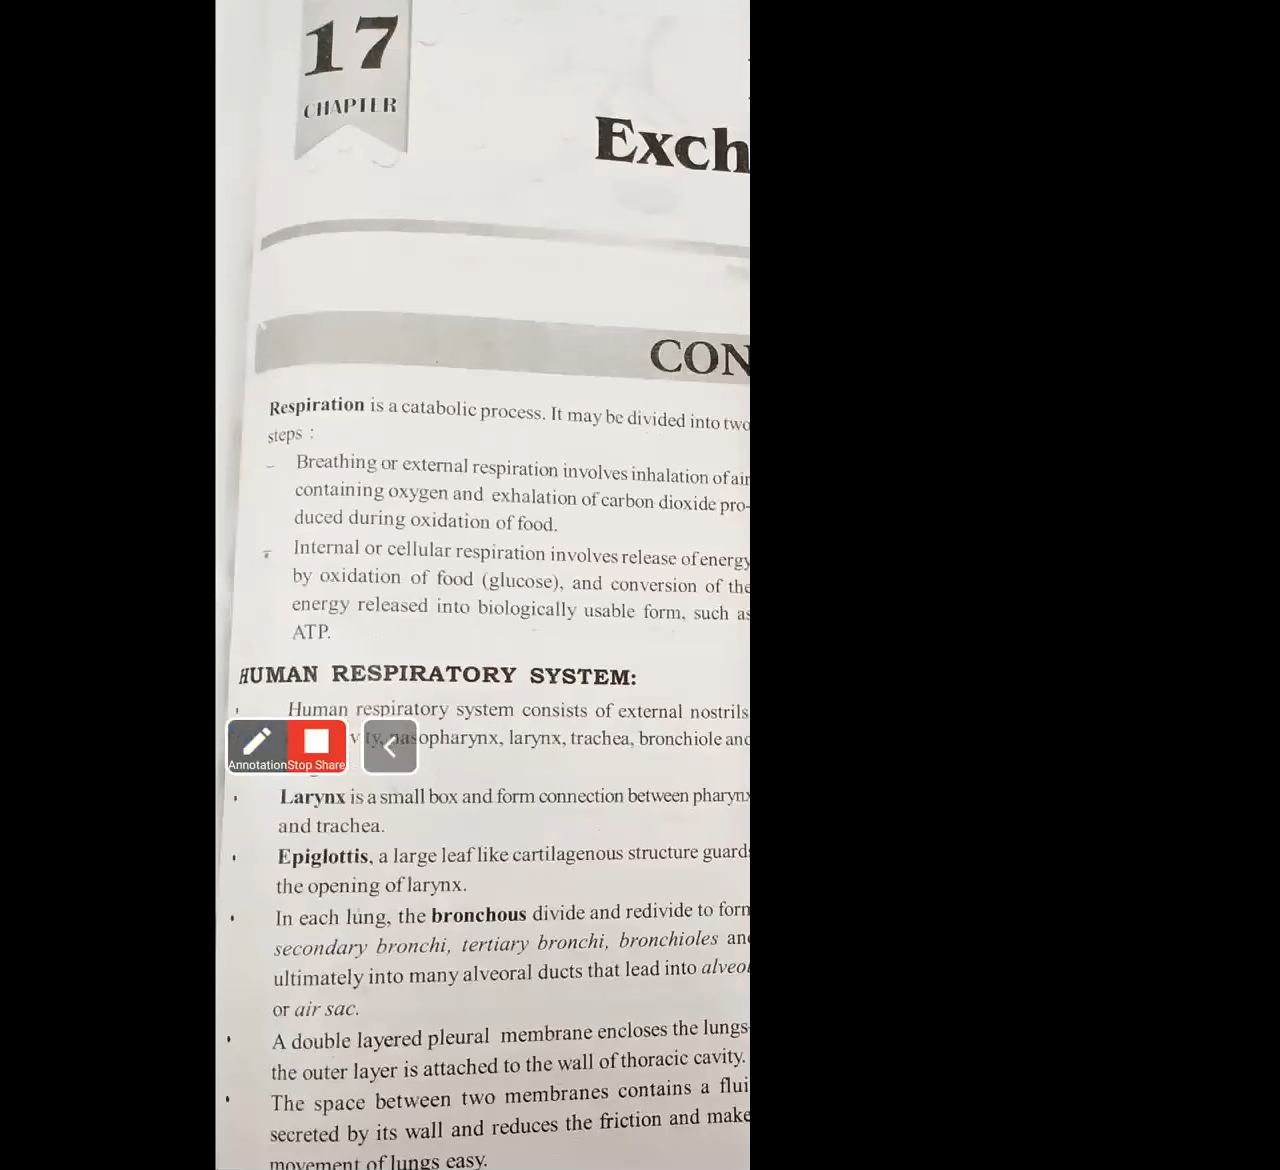 17
CHAPTER
Exch
CON
Respiration is a catabolic process. It may be divided into two
steps :
Breathing or external respiration involves inhalation of air
containing oxygen and exhalation of carbon dioxide pro-
duced during oxidation of food.
Internal or cellular respiration involves release of energy
by oxidation of food (glucose), and conversion of the
energy released into biologically usable form, such as
ATP.
HUMAN RESPIRATORY SYSTEM:
Human respiratory system consists of external nostrils
vity, nasopharynx, larynx, trachea, bronchiole and
Annotation Stop Share
Larynx is a small box and form connection between pharynx
and trachea.
Epiglottis, a large leaf like cartilagenous structure guards
the opening of larynx.
In each lung, the bronchous divide and redivide to form
secondary bronchi, tertiary bronchi, bronchioles and
ultimately into many alveoral ducts that lead into alveol
or air sac.
A double layered pleural membrane encloses the lungs-
the outer layer is attached to the wall of thoracic cavity.
The space between two membranes contains a flui
secreted by its wall and reduces the friction and make
movement of lungs easy.